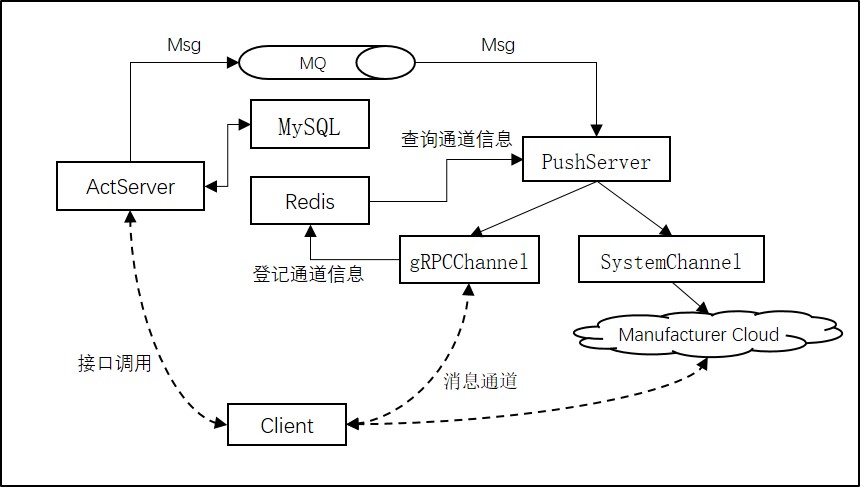 Msg
Msg
MQ
MySQL
查询通道信息
PushServer
ActServer
Redis
登记通道信息
gRPCChannel
SystemChannel
Manufacturer Cloud
接口调用
消息通道
Client